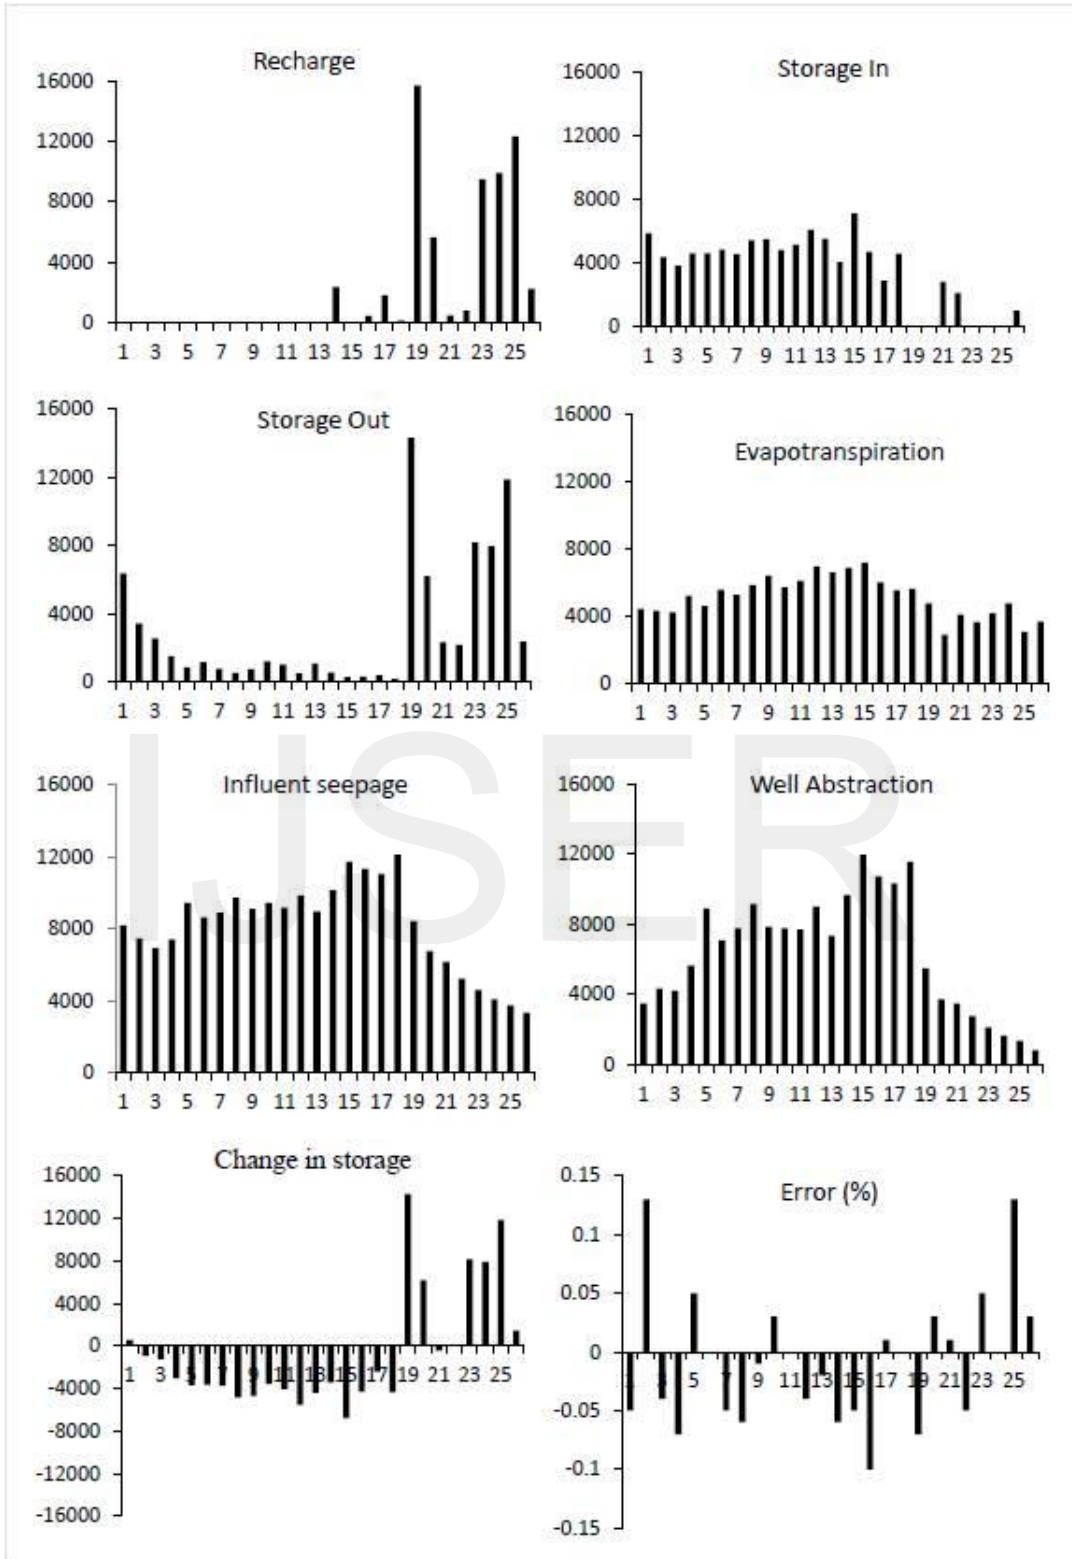 Recharge
16000
12000
8000
4000
0
1 3 5 7 9 11 13 15 17 19 21 23 25
Storage In
16000
12000
8000
4000
0
1 3 5 7 9 11 13 15 17 19 21 23 25
Storage Out
16000
12000
8000
4000
0
1 3 5 7 9 11 13 15 17 19 21 23 25
Evapotranspiration
16000
12000
8000
4000
0
1 3 5 7 9 11 13 15 17 19 21 23 25
IJSER
Influent seepage
16000
12000
8000
4000
0
1 3 5 7 9 11 13 15 17 19 21 23 25
Well Abstraction
16000
12000
8000
4000
0
1 3 5 7 9 11 13 15 17 19 21 23 25
Change in storage
16000
12000
8000
4000
0
1 3 5 7 9 11 13 15 17 19 21 23 25
-4000
-8000
-12000
-16000
Error (%)
0.15
0.1
0.05
0
1 3 5 7 9 11 13 15 17 19 21 23 25
-0.05
-0.1
-0.15